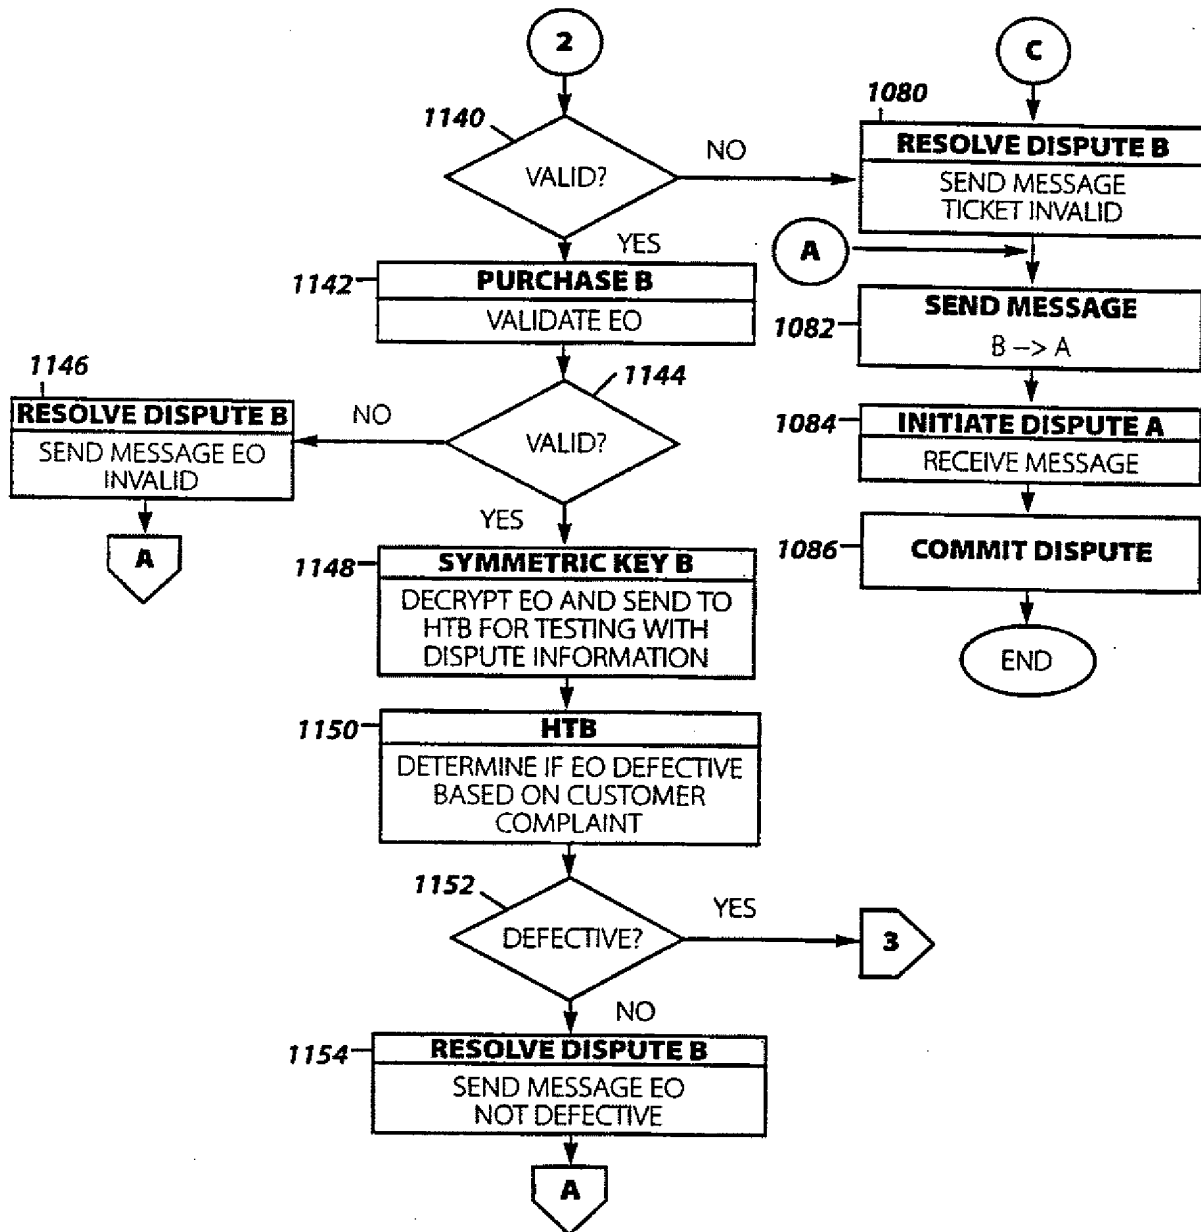 2
1140
VALID?
NO
YES
1142
PURCHASE B
VALIDATE EO
1144
VALID?
NO
1146
RESOLVE DISPUTE B
SEND MESSAGE EO
INVALID
A
YES
1148
SYMMETRIC KEY B
DECRYPT EO AND SEND TO
HTB FOR TESTING WITH
DISPUTE INFORMATION
1150
HTB
DETERMINE IF EO DEFECTIVE
BASED ON CUSTOMER
COMPLAINT
1152
DEFECTIVE?
YES
3
NO
1154
RESOLVE DISPUTE B
SEND MESSAGE EO
NOT DEFECTIVE
A
C
1080
RESOLVE DISPUTE B
SEND MESSAGE
TICKET INVALID
A
1082
SEND MESSAGE
B –> A
1084
INITIATE DISPUTE A
RECEIVE MESSAGE
1086
COMMIT DISPUTE
END